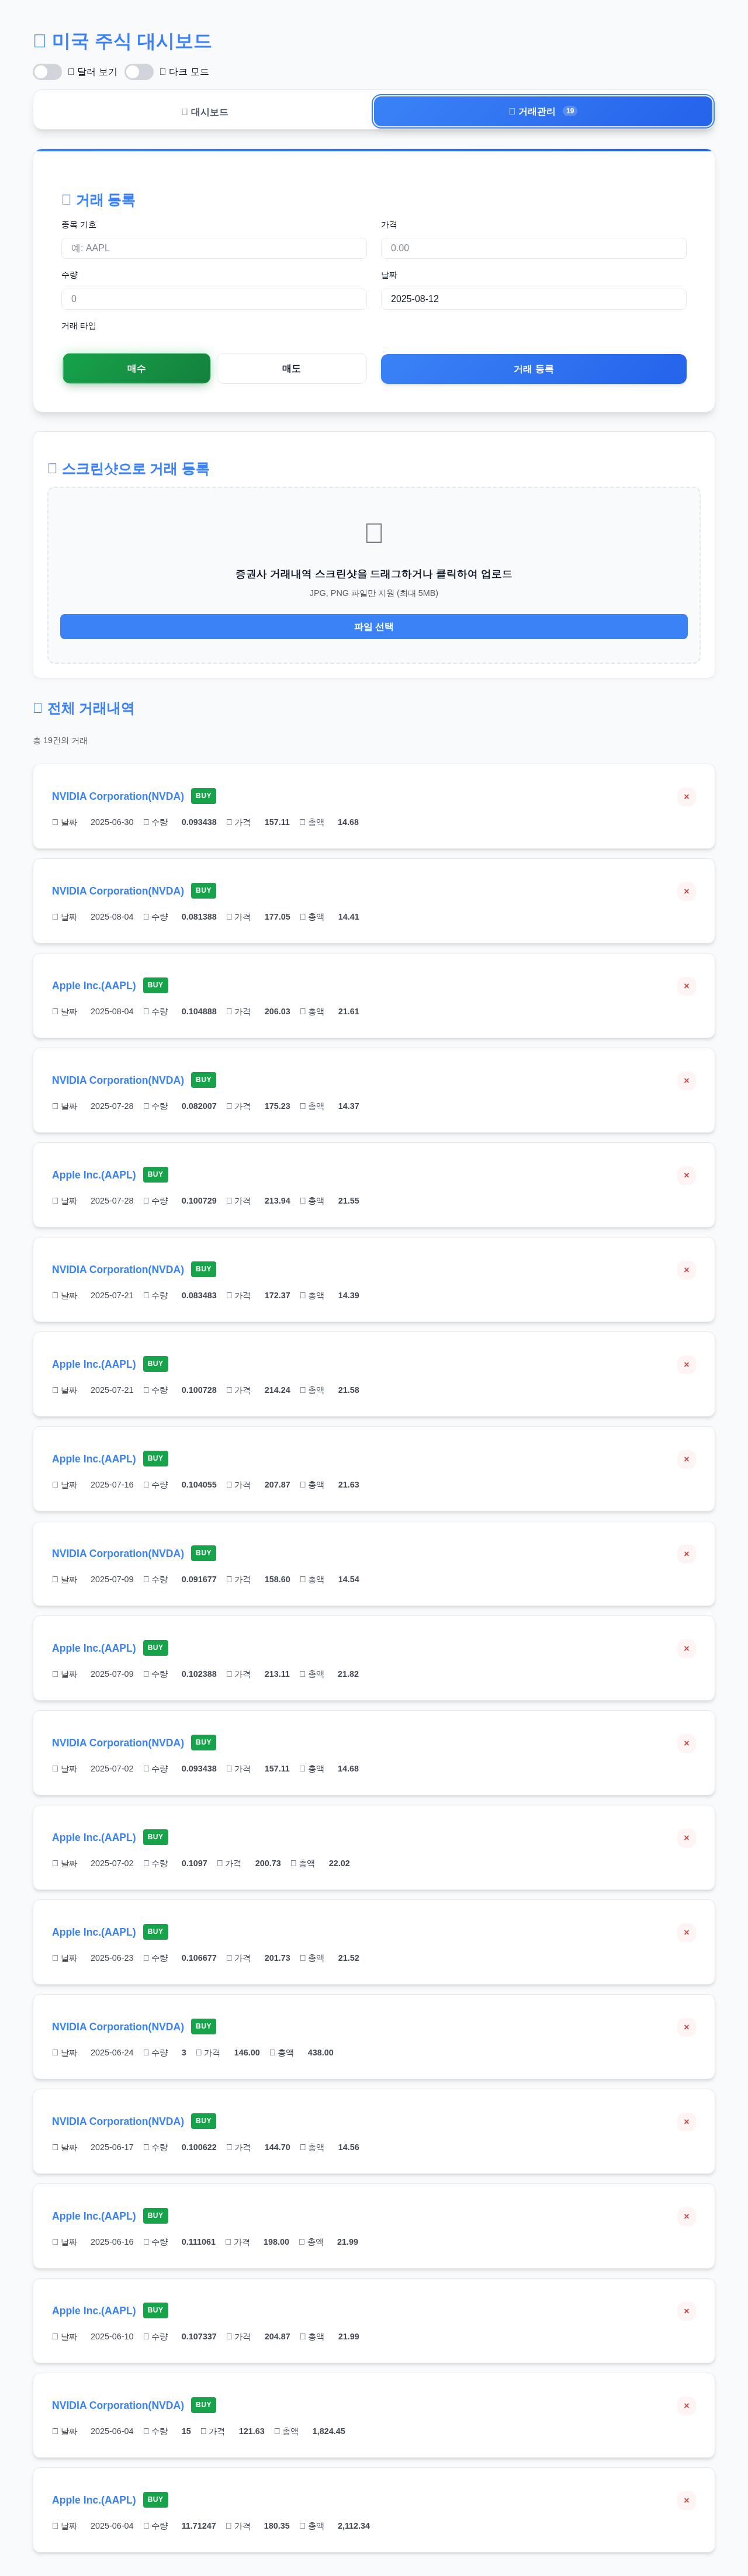 미국 주식 대시보드
달러 보기 다크 모드
대시보드 거래관리 19
거래 등록
종목 기호 가격
예: AAPL 0.00
수량 날짜
0 2025-08-12
거래 타입
매수 매도 거래 등록
스크린샷으로 거래 등록
증권사 거래내역 스크린샷을 드래그하거나 클릭하여 업로드
JPG, PNG 파일만 지원 (최대 5MB)
파일 선택
전체 거래내역
총 19건의 거래
NVIDIA Corporation(NVDA) BUY ×
날짜 2025-06-30 수량 0.093438 가격 157.11 총액 14.68
NVIDIA Corporation(NVDA) BUY ×
날짜 2025-08-04 수량 0.081388 가격 177.05 총액 14.41
Apple Inc.(AAPL) BUY ×
날짜 2025-08-04 수량 0.104888 가격 206.03 총액 21.61
NVIDIA Corporation(NVDA) BUY ×
날짜 2025-07-28 수량 0.082007 가격 175.23 총액 14.37
Apple Inc.(AAPL) BUY ×
날짜 2025-07-28 수량 0.100729 가격 213.94 총액 21.55
NVIDIA Corporation(NVDA) BUY ×
날짜 2025-07-21 수량 0.083483 가격 172.37 총액 14.39
Apple Inc.(AAPL) BUY ×
날짜 2025-07-21 수량 0.100728 가격 214.24 총액 21.58
Apple Inc.(AAPL) BUY ×
날짜 2025-07-16 수량 0.104055 가격 207.87 총액 21.63
NVIDIA Corporation(NVDA) BUY ×
날짜 2025-07-09 수량 0.091677 가격 158.60 총액 14.54
Apple Inc.(AAPL) BUY ×
날짜 2025-07-09 수량 0.102388 가격 213.11 총액 21.82
NVIDIA Corporation(NVDA) BUY ×
날짜 2025-07-02 수량 0.093438 가격 157.11 총액 14.68
Apple Inc.(AAPL) BUY ×
날짜 2025-07-02 수량 0.1097 가격 200.73 총액 22.02
Apple Inc.(AAPL) BUY ×
날짜 2025-06-23 수량 0.106677 가격 201.73 총액 21.52
NVIDIA Corporation(NVDA) BUY ×
날짜 2025-06-24 수량 3 가격 146.00 총액 438.00
NVIDIA Corporation(NVDA) BUY ×
날짜 2025-06-17 수량 0.100622 가격 144.70 총액 14.56
Apple Inc.(AAPL) BUY ×
날짜 2025-06-16 수량 0.111061 가격 198.00 총액 21.99
Apple Inc.(AAPL) BUY ×
날짜 2025-06-10 수량 0.107337 가격 204.87 총액 21.99
NVIDIA Corporation(NVDA) BUY ×
날짜 2025-06-04 수량 15 가격 121.63 총액 1,824.45
Apple Inc.(AAPL) BUY ×
날짜 2025-06-04 수량 11.71247 가격 180.35 총액 2,112.34